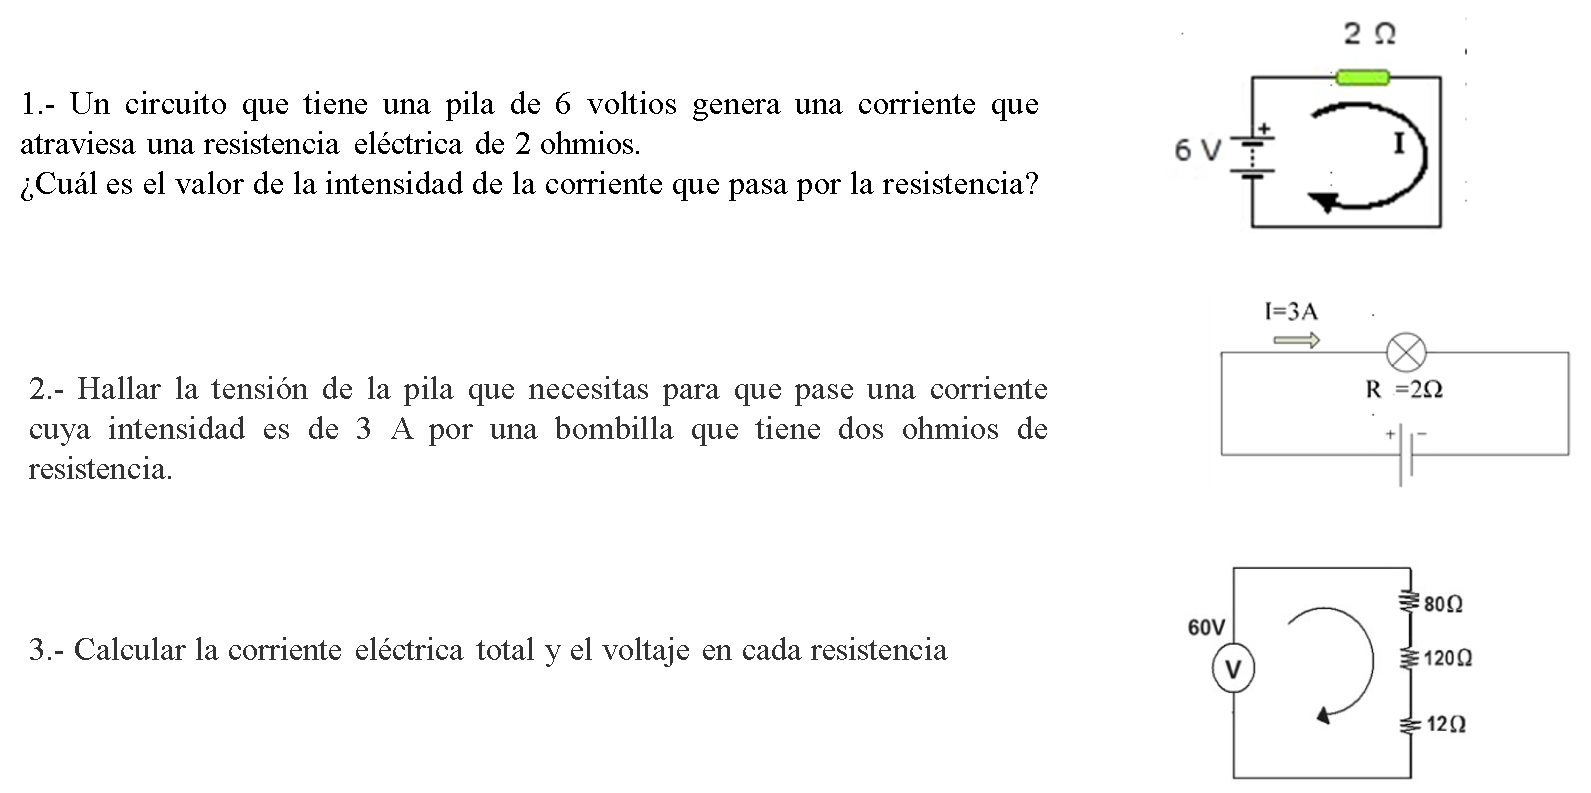 1.- Un circuito que tiene una pila de 6 voltios genera una corriente que
atraviesa una resistencia eléctrica de 2 ohmios.
¿Cuál es el valor de la intensidad de la corriente que pasa por la resistencia?
2 Ω
6 V
+
I
2.- Hallar la tensión de la pila que necesitas para que pase una corriente
cuya intensidad es de 3 A por una bombilla que tiene dos ohmios de
resistencia.
I=3A
R =2Ω
+ −
3.- Calcular la corriente eléctrica total y el voltaje en cada resistencia
60V
V
80Ω
120Ω
12Ω